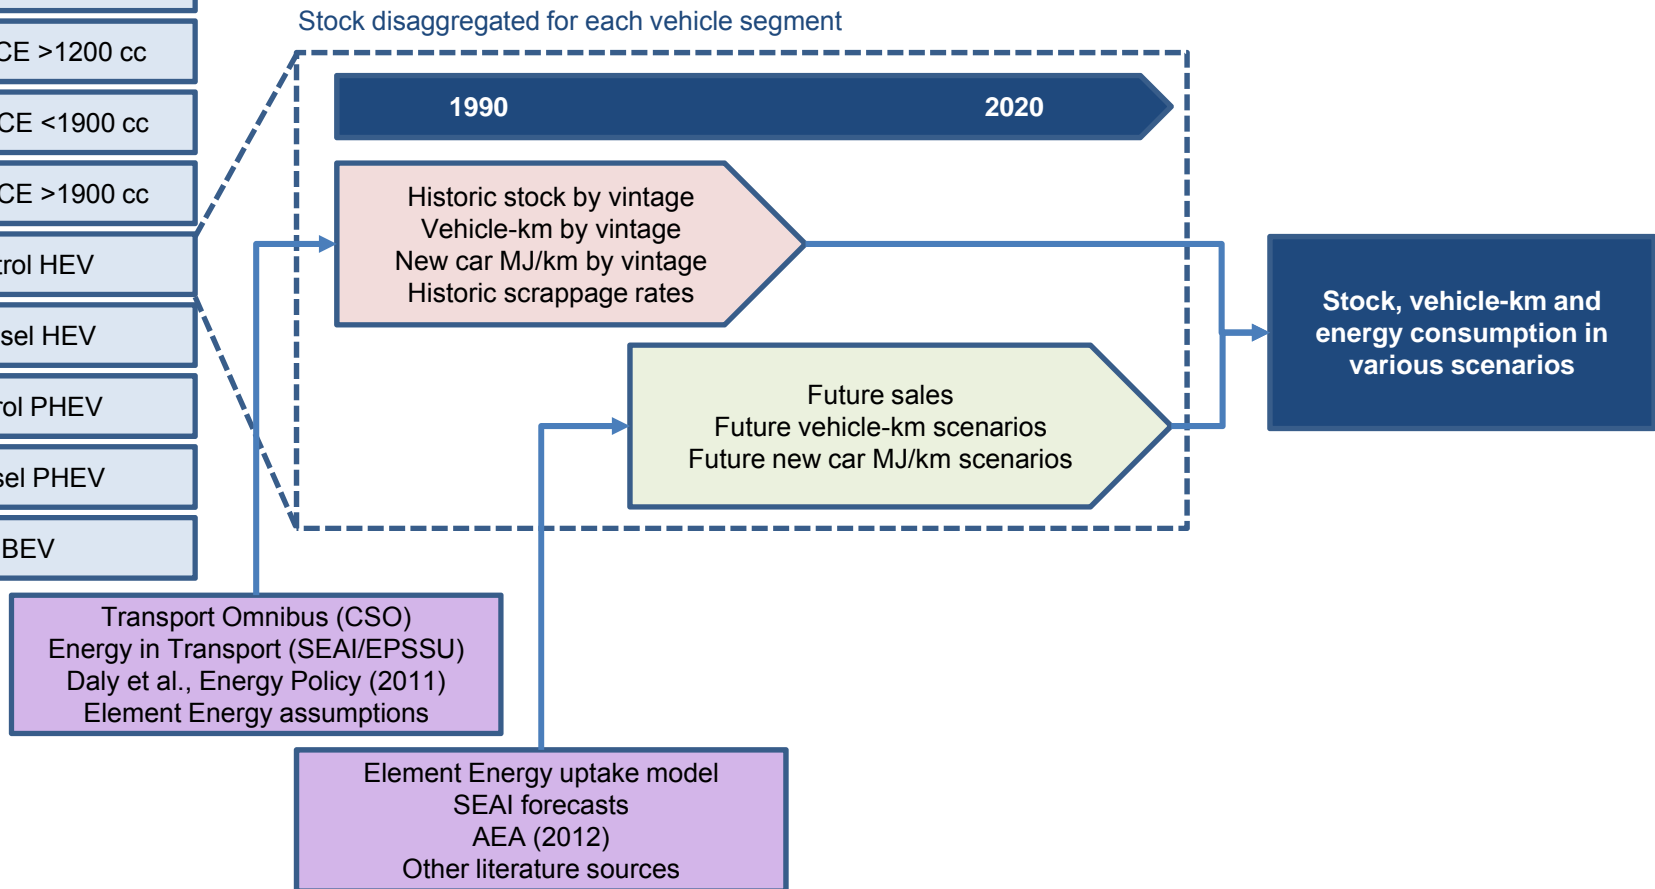 Stock disaggregated for each vehicle segment
CE >1200 cc
CE <1900 cc
CE >1900 cc
trol HEV
sel HEV
rol PHEV
sel PHEV
BEV
1990
2020
Historic stock by vintage
Vehicle-km by vintage
New car MJ/km by vintage
Historic scrappage rates
Future sales
Future vehicle-km scenarios
Future new car MJ/km scenarios
Stock, vehicle-km and
energy consumption in
various scenarios
Transport Omnibus (CSO)
Energy in Transport (SEAI/EPSSU)
Daly et al., Energy Policy (2011)
Element Energy assumptions
Element Energy uptake model
SEAI forecasts
AEA (2012)
Other literature sources